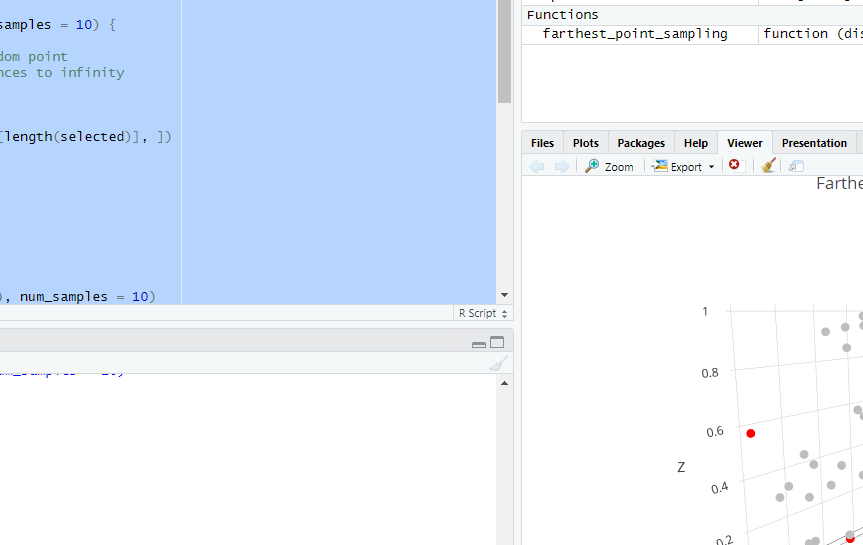 samples = 10) {
dom point
nces to infinity
[length(selected)], ])
), num_samples = 10)
R Script
Functions
farthest_point_sampling function (dis
Files Plots Packages Help Viewer Presentation
Zoom Export
Farthe
1
0.8
0.6
Z
0.4
0.2